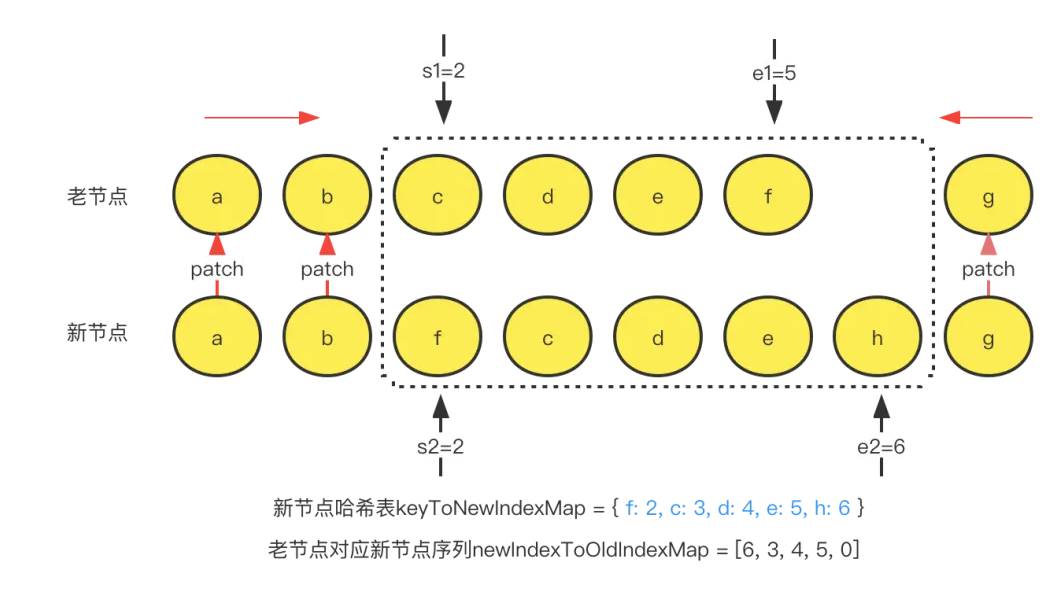 s1=2 e1=5
老节点 a b c d e f g
patch patch patch
新节点 a b f c d e h g
s2=2 e2=6
新节点哈希表keyToNewIndexMap = { f: 2, c: 3, d: 4, e: 5, h: 6 }
老节点对应新节点序列newIndexToOldIndexMap = [6, 3, 4, 5, 0]